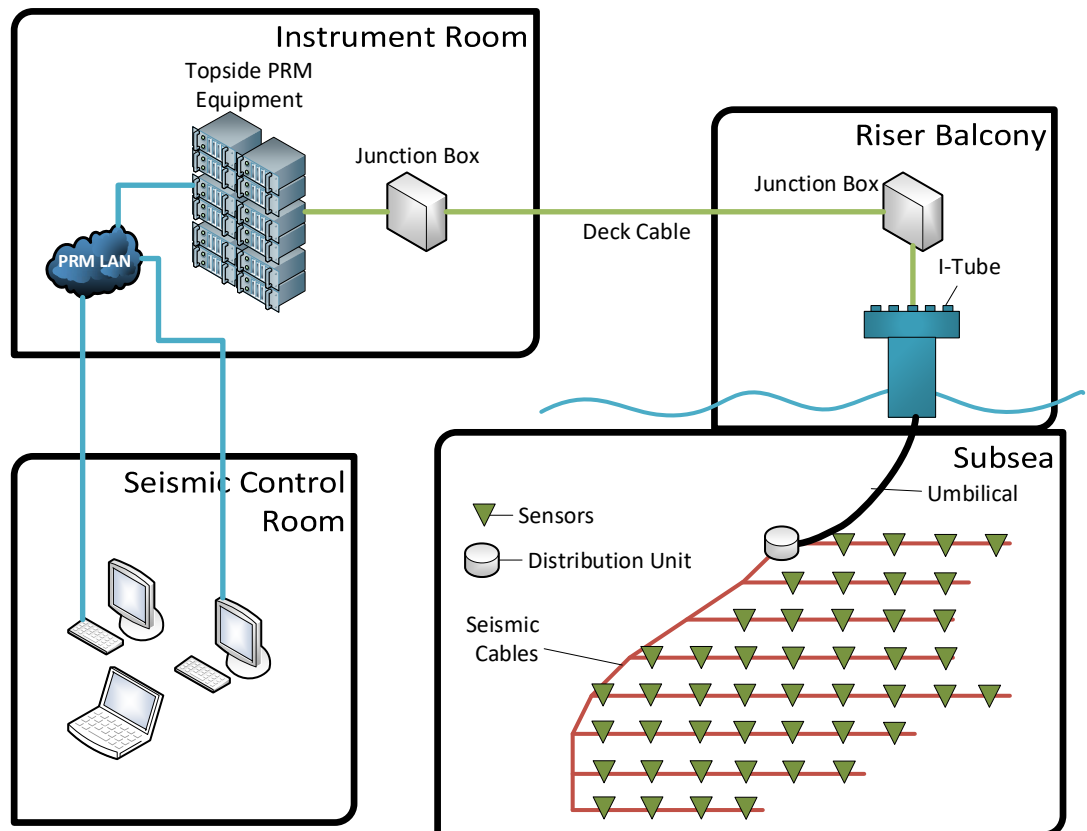 Instrument Room
Topside PRM
Equipment
Junction Box
PRM LAN
Deck Cable
Riser Balcony
Junction Box
I-Tube
Seismic Control
Room
Subsea
Umbilical
Sensors
Distribution Unit
Seismic
Cables